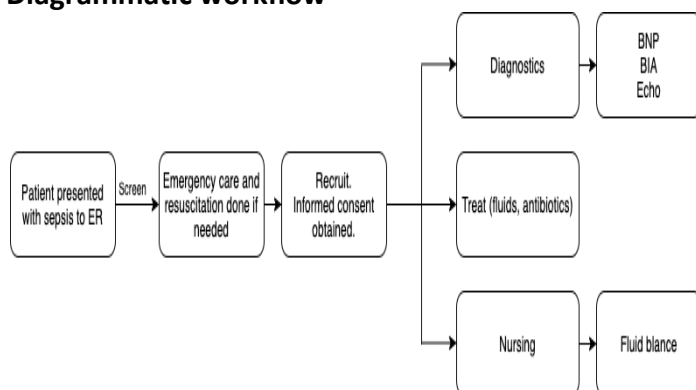 Diagrammatic workflow
Patient presented
with sepsis to ER
Screen
Emergency care and
resuscitation done if
needed
Recruit.
Informed consent
obtained.
Diagnostics
BNP
BIA
Echo
Treat (fluids, antibiotics)
Nursing
Fluid blance